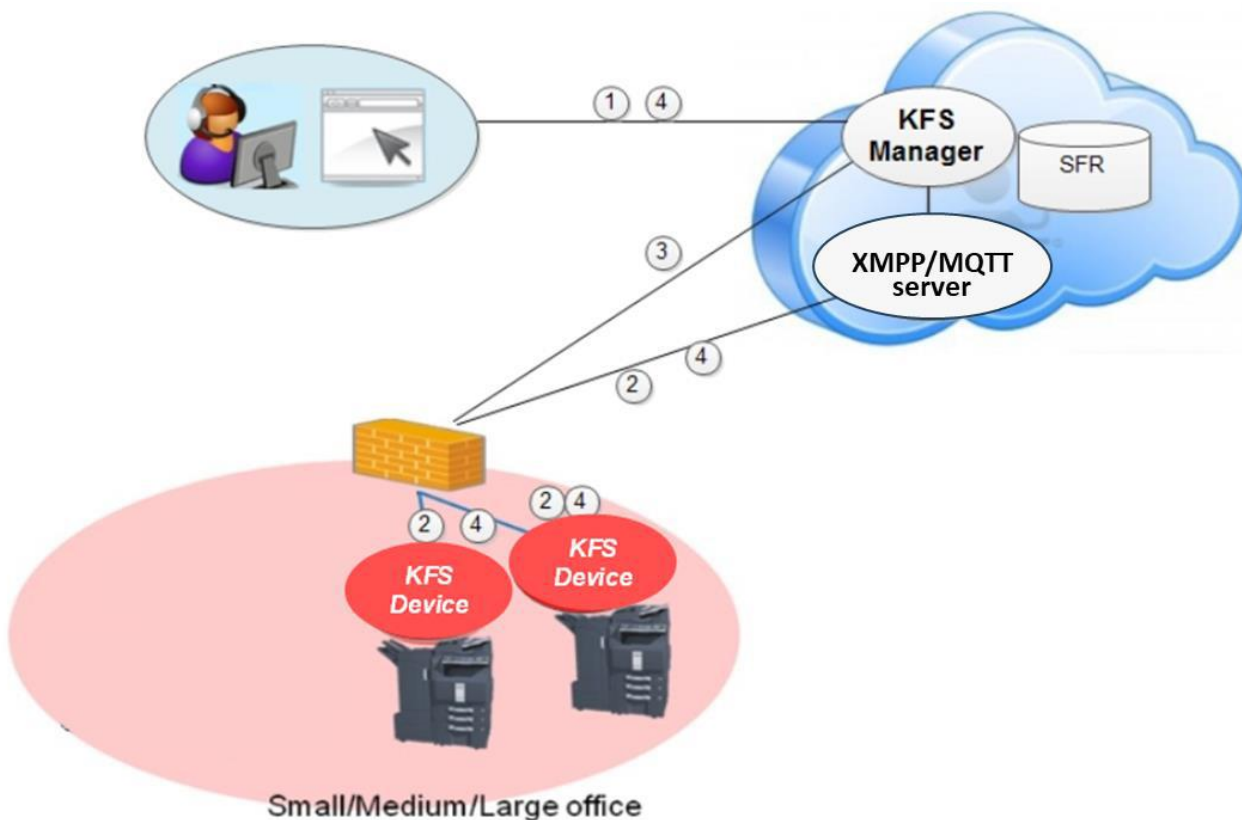 1 4
KFS
Manager
SFR
XMPP/MQTT
server
3
4
2
2 4
2 4
KFS
Device
KFS
Device
Small/Medium/Large office